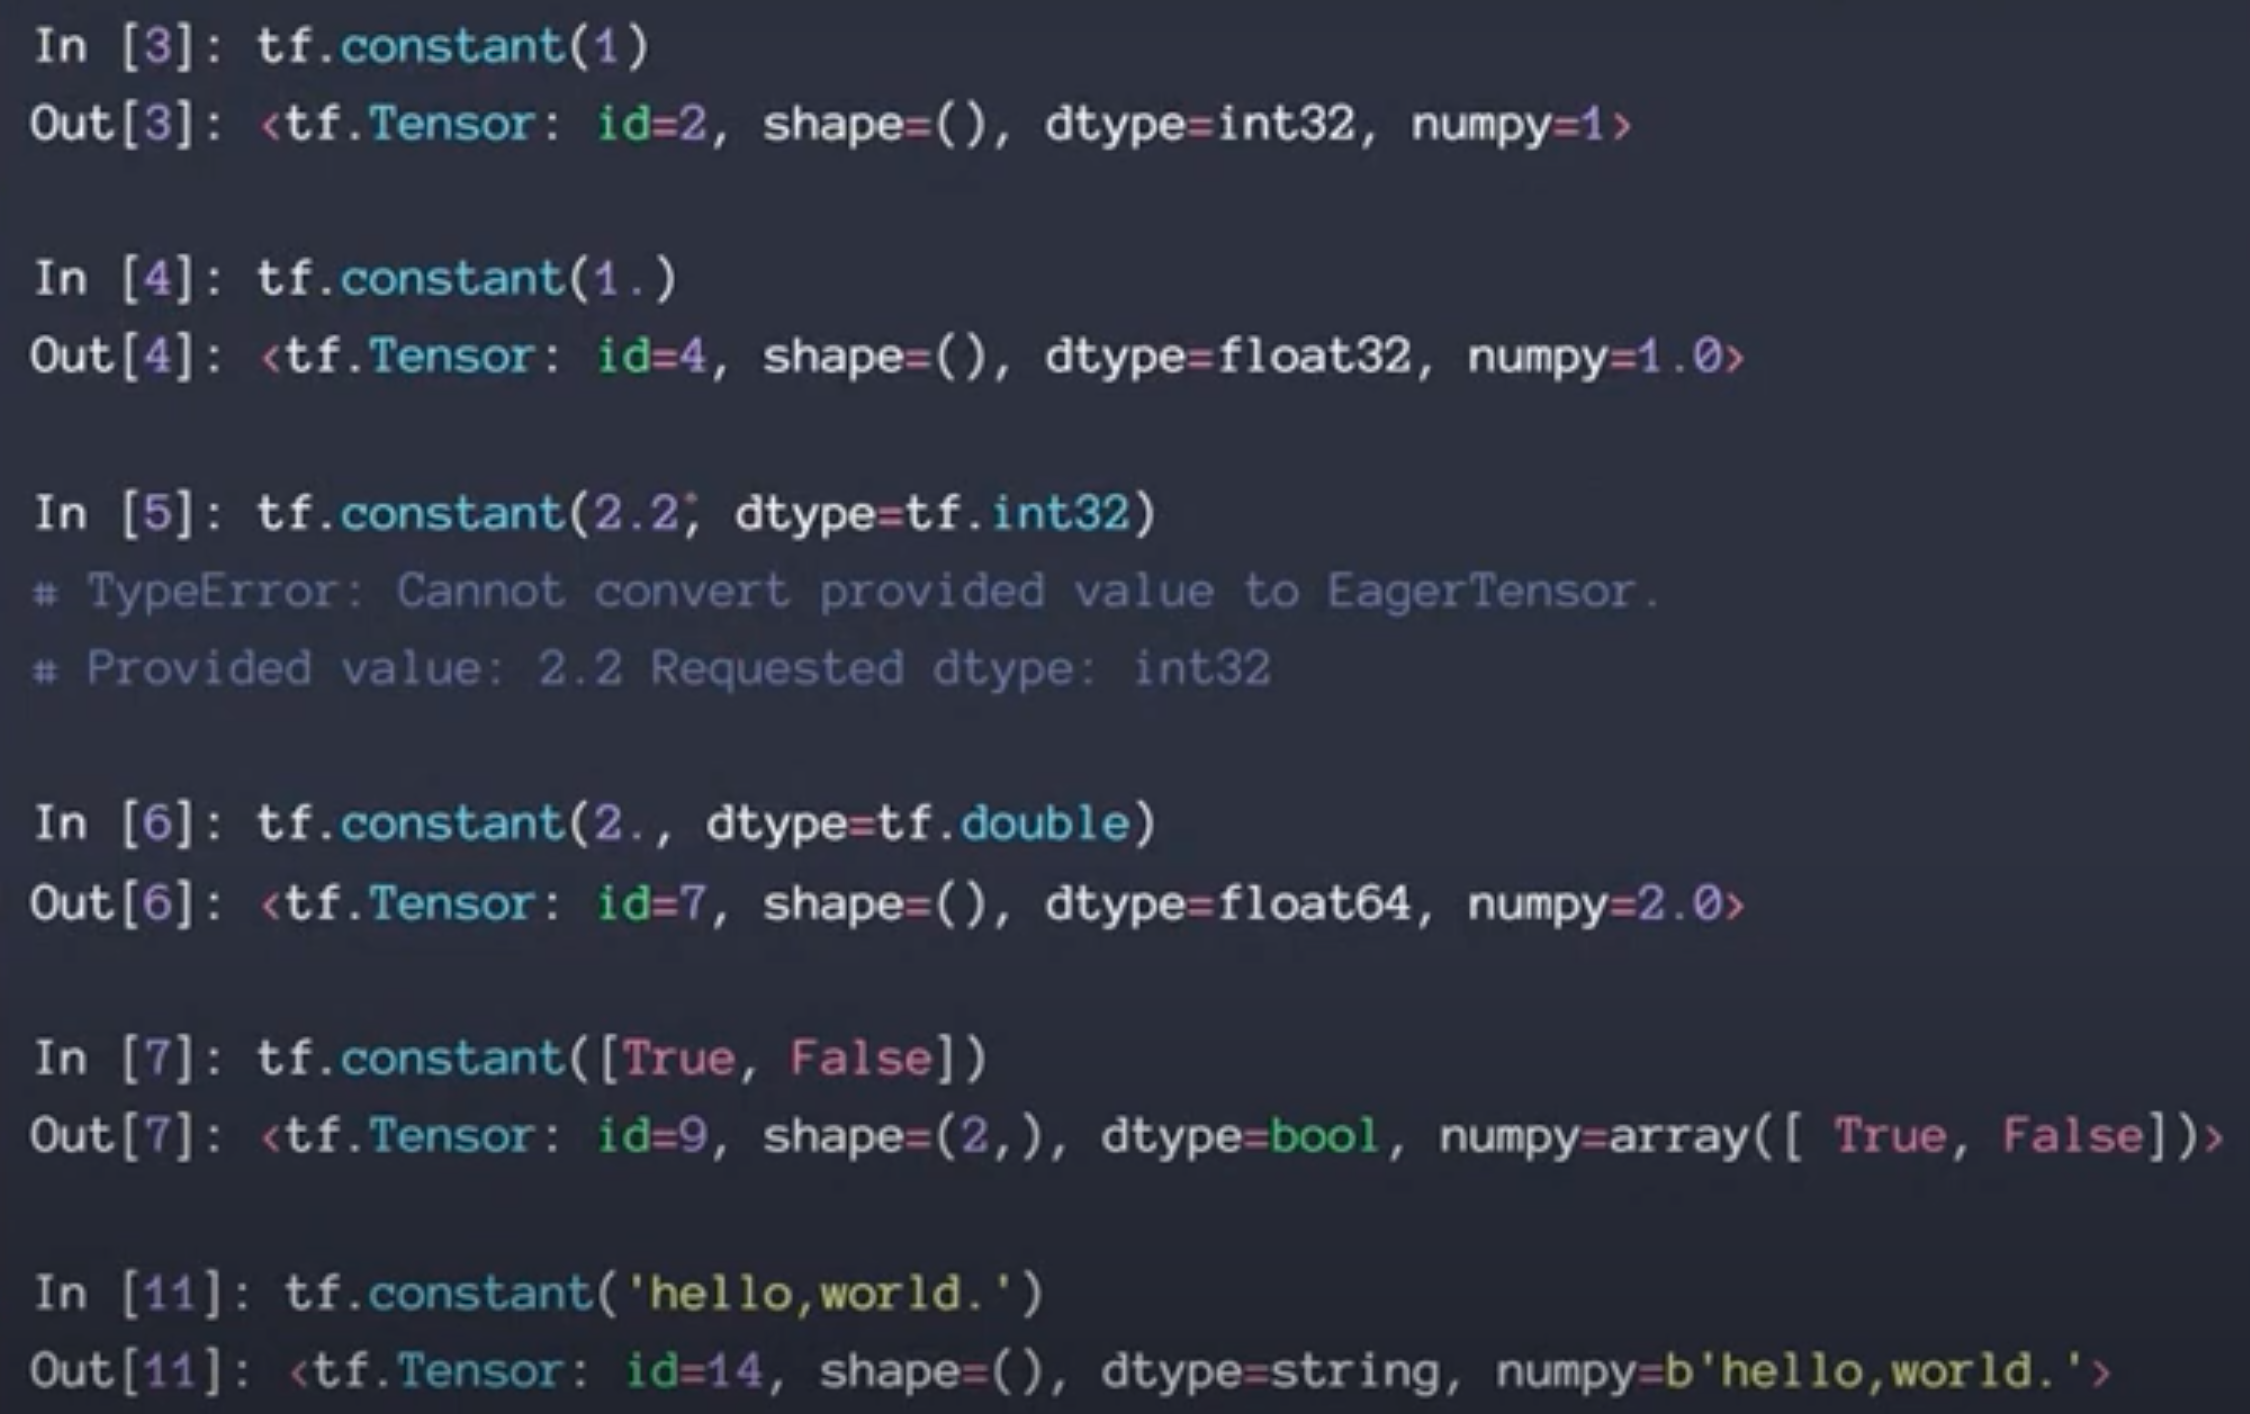 In [3]: tf.constant(1)
Out[3]: <tf.Tensor: id=2, shape=(), dtype=int32, numpy=1>
In [4]: tf.constant(1.)
Out[4]: <tf.Tensor: id=4, shape=(), dtype=float32, numpy=1.0>
In [5]: tf.constant(2.2, dtype=tf.int32)
# TypeError: Cannot convert provided value to EagerTensor.
# Provided value: 2.2 Requested dtype: int32
In [6]: tf.constant(2., dtype=tf.double)
Out[6]: <tf.Tensor: id=7, shape=(), dtype=float64, numpy=2.0>
In [7]: tf.constant([True, False])
Out[7]: <tf.Tensor: id=9, shape=(2,), dtype=bool, numpy=array([ True, False])>
In [11]: tf.constant('hello,world.')
Out[11]: <tf.Tensor: id=14, shape=(), dtype=string, numpy=b'hello,world.'>